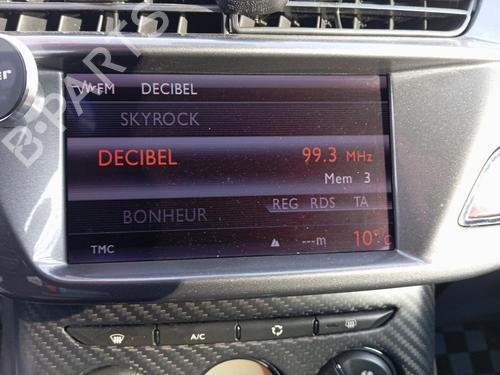 FM DECIBEL
SKYROCK
DECIBEL 99.3 MHz
Mem 3
BONHEUR REG RDS TA
TMC ---m 10°C
A/C
B-PARTS